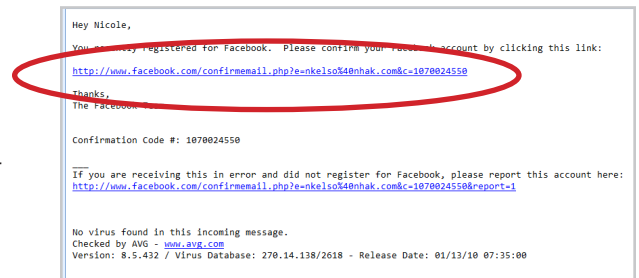 Hey Nicole,
You recently registered for Facebook. Please confirm your Facebook account by clicking this link:
http://www.facebook.com/confirmemail.php?e=nkelso%40nhak.com&c=1070024550
Thanks,
The Facebook
Confirmation Code #: 1070024550
If you are receiving this in error and did not register for Facebook, please report this account here:
http://www.facebook.com/confirmemail.php?e=nkelso%40nhak.com&c=1070024550&report=1
No virus found in this incoming message.
Checked by AVG - www.avg.com
Version: 8.5.432 / Virus Database: 270.14.138/2618 - Release Date: 01/13/10 07:35:00